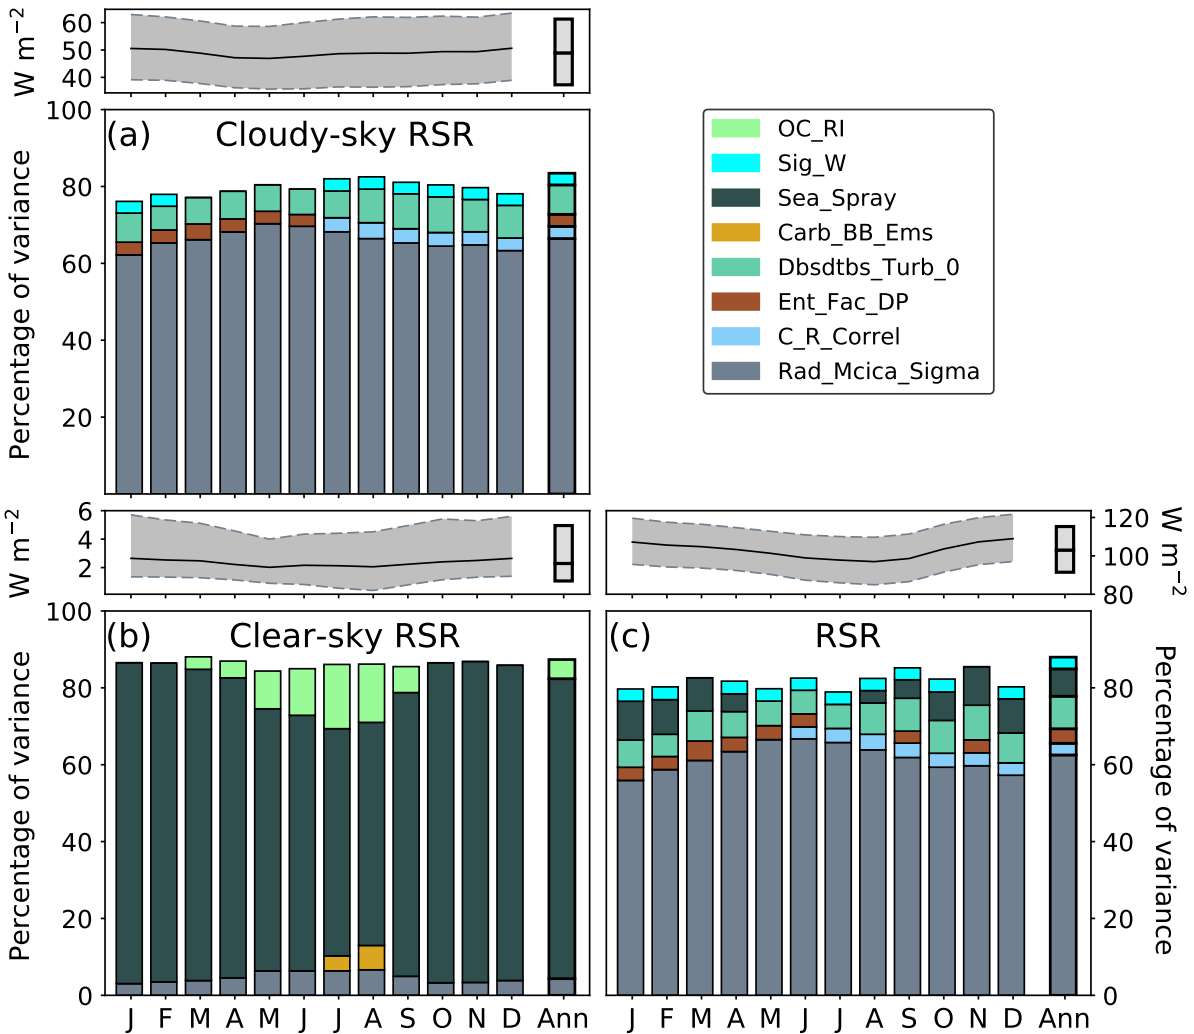 W m−2
60
50
40
(a) Cloudy-sky RSR
Percentage of variance
100
80
60
40
20
OC_RI
Sig_W
Sea_Spray
Carb_BB_Ems
Dbsdtbs_Turb_0
Ent_Fac_DP
C_R_Correl
Rad_Mcica_Sigma
W m−2
6
4
2
120
100
80
W m−2
(b) Clear-sky RSR
Percentage of variance
100
80
60
40
20
0
J F M A M J J A S O N D Ann
(c) RSR
80
60
40
20
0
Percentage of variance
J F M A M J J A S O N D Ann